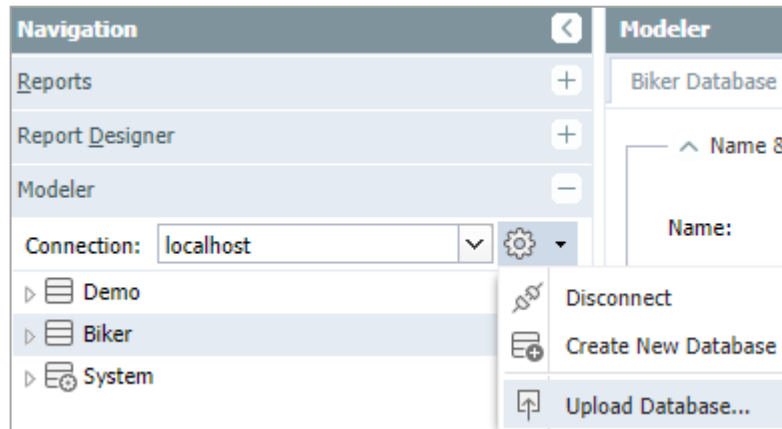 Navigation
Modeler
Reports
Biker Database
Report Designer
Name &
Modeler
Name:
Connection: localhost
Demo
Disconnect
Biker
Create New Database
System
Upload Database...